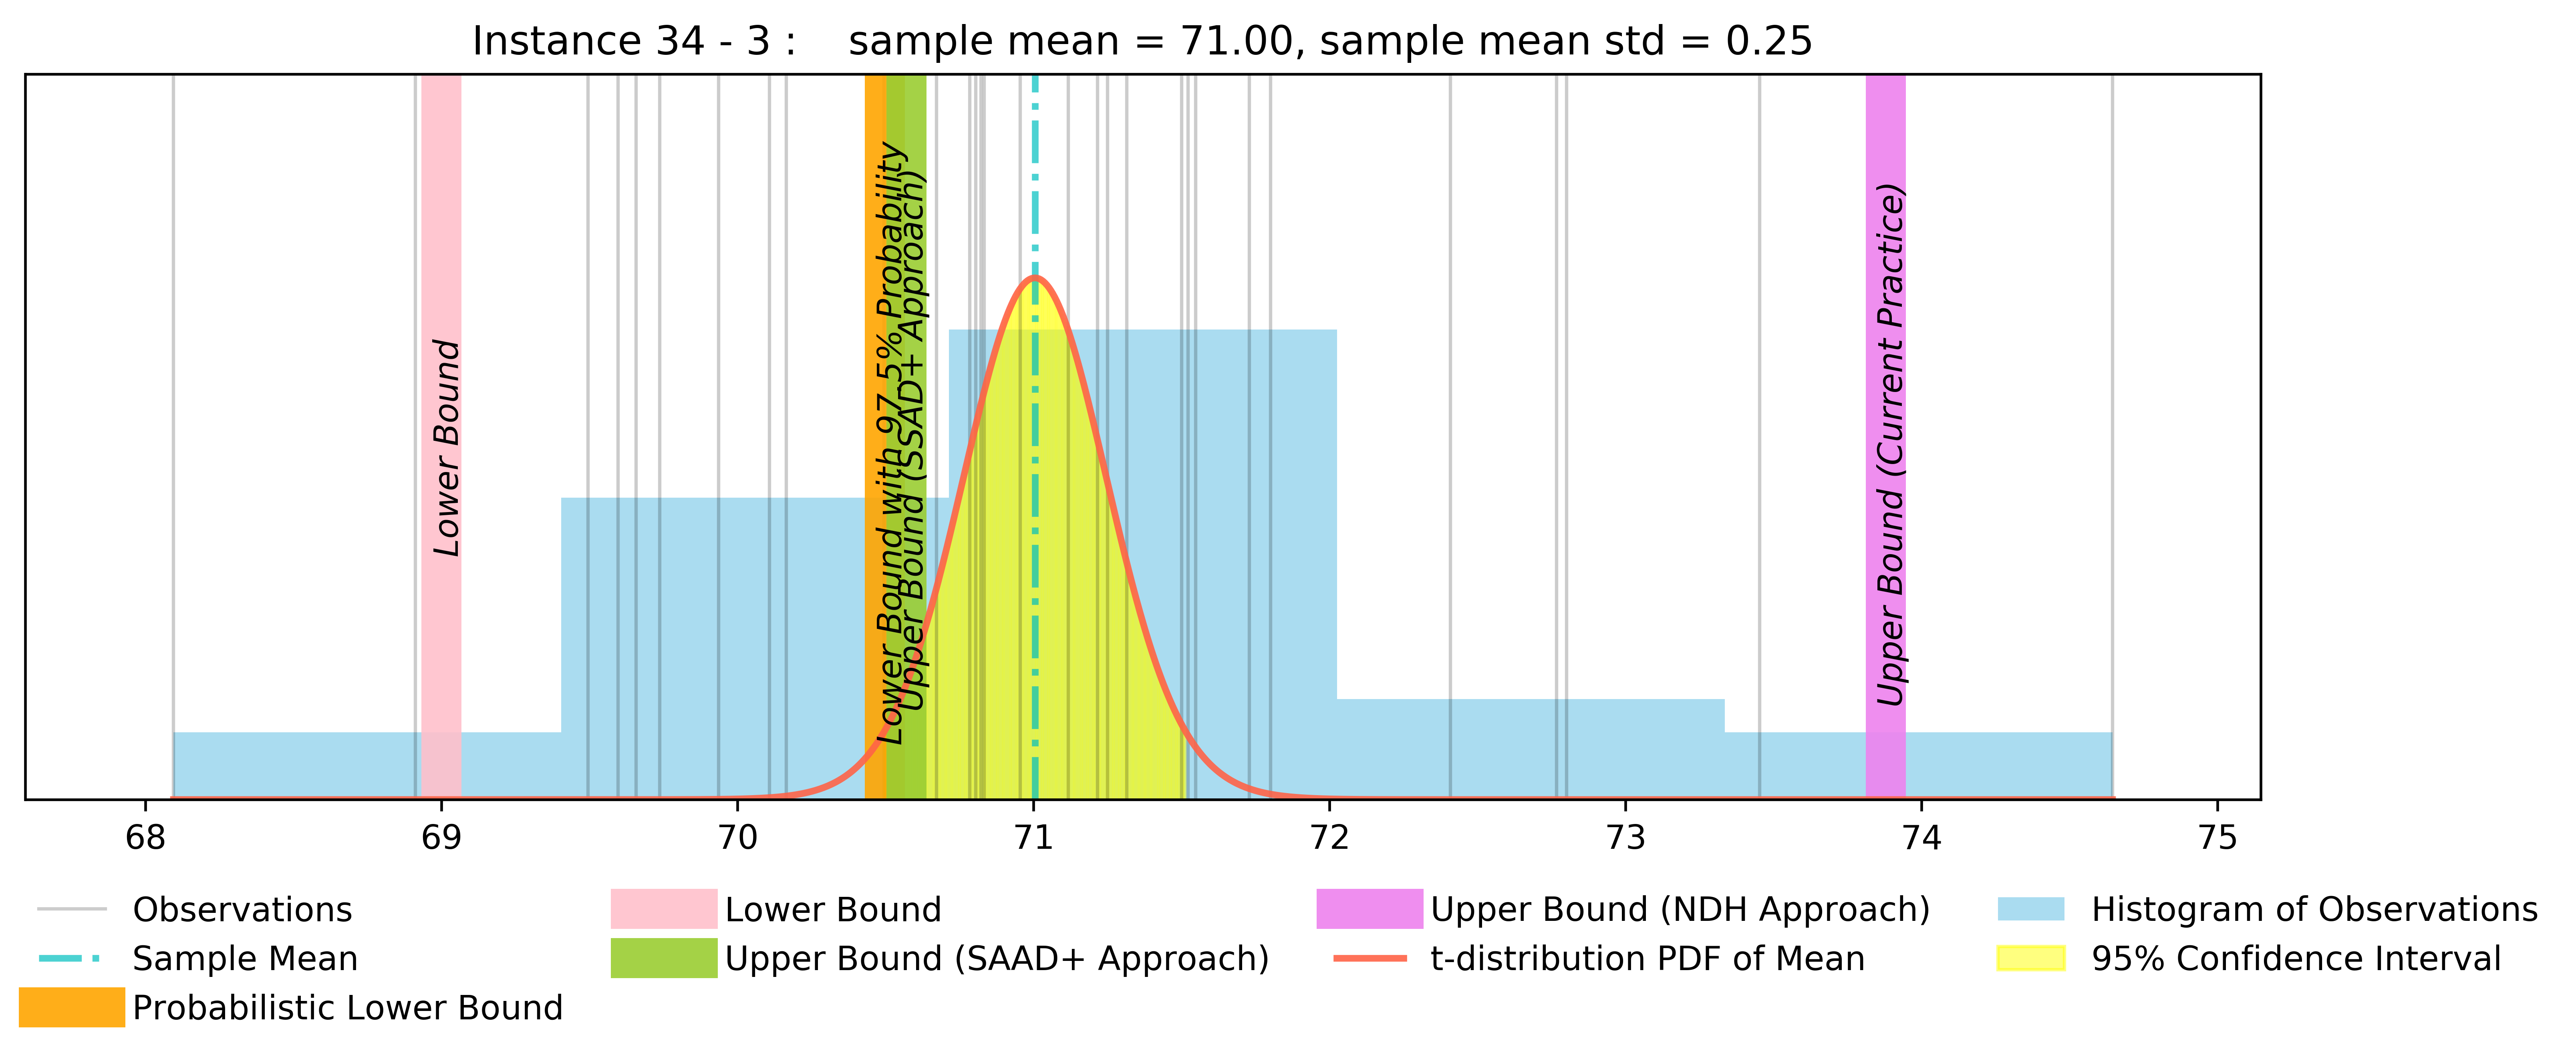 Instance 34 - 3 :    sample mean = 71.00, sample mean std = 0.25
Lower Bound
Lower Bound with 97.5% Probability
Upper Bound (SSAD+ Approach)
Upper Bound (Current Practice)
68 69 70 71 72 73 74 75
Observations
Sample Mean
Probabilistic Lower Bound
Lower Bound
Upper Bound (SAAD+ Approach)
Upper Bound (NDH Approach)
t-distribution PDF of Mean
Histogram of Observations
95% Confidence Interval